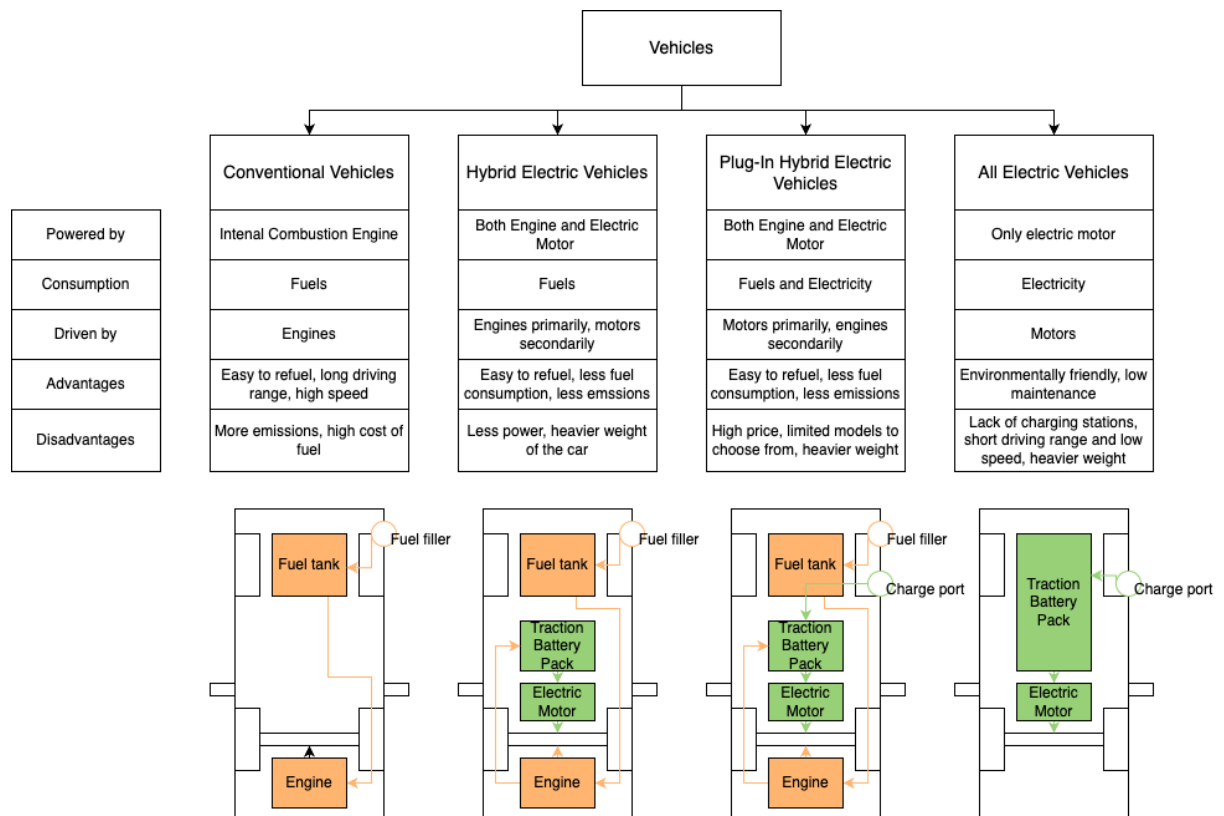 Vehicles
Conventional Vehicles
Hybrid Electric Vehicles
Plug-In Hybrid Electric
Vehicles
All Electric Vehicles
Powered by
Intenal Combustion Engine
Both Engine and Electric
Motor
Both Engine and Electric
Motor
Only electric motor
Consumption
Fuels
Fuels
Fuels and Electricity
Electricity
Driven by
Engines
Engines primarily, motors
secondarily
Motors primarily, engines
secondarily
Motors
Advantages
Easy to refuel, long driving
range, high speed
Easy to refuel, less fuel
consumption, less emssions
Easy to refuel, less fuel
consumption, less emissions
Environmentally friendly, low
maintenance
Disadvantages
More emissions, high cost of
fuel
Less power, heavier weight
of the car
High price, limited models to
choose from, heavier weight
Lack of charging stations,
short driving range and low
speed, heavier weight
Fuel filler
Fuel tank
Engine
Fuel filler
Fuel tank
Traction
Battery
Pack
Electric
Motor
Engine
Fuel filler
Fuel tank
Charge port
Traction
Battery
Pack
Electric
Motor
Engine
Charge port
Traction
Battery
Pack
Electric
Motor